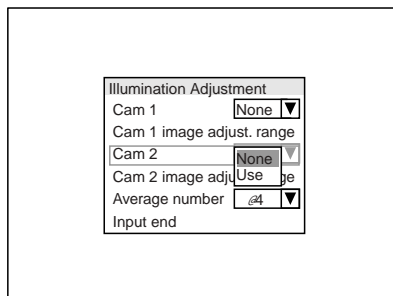 Illumination Adjustment
Cam 1 None ▼
Cam 1 image adjust. range
Cam 2 None
Cam 2 image adju Use ge
Average number @4 ▼
Input end